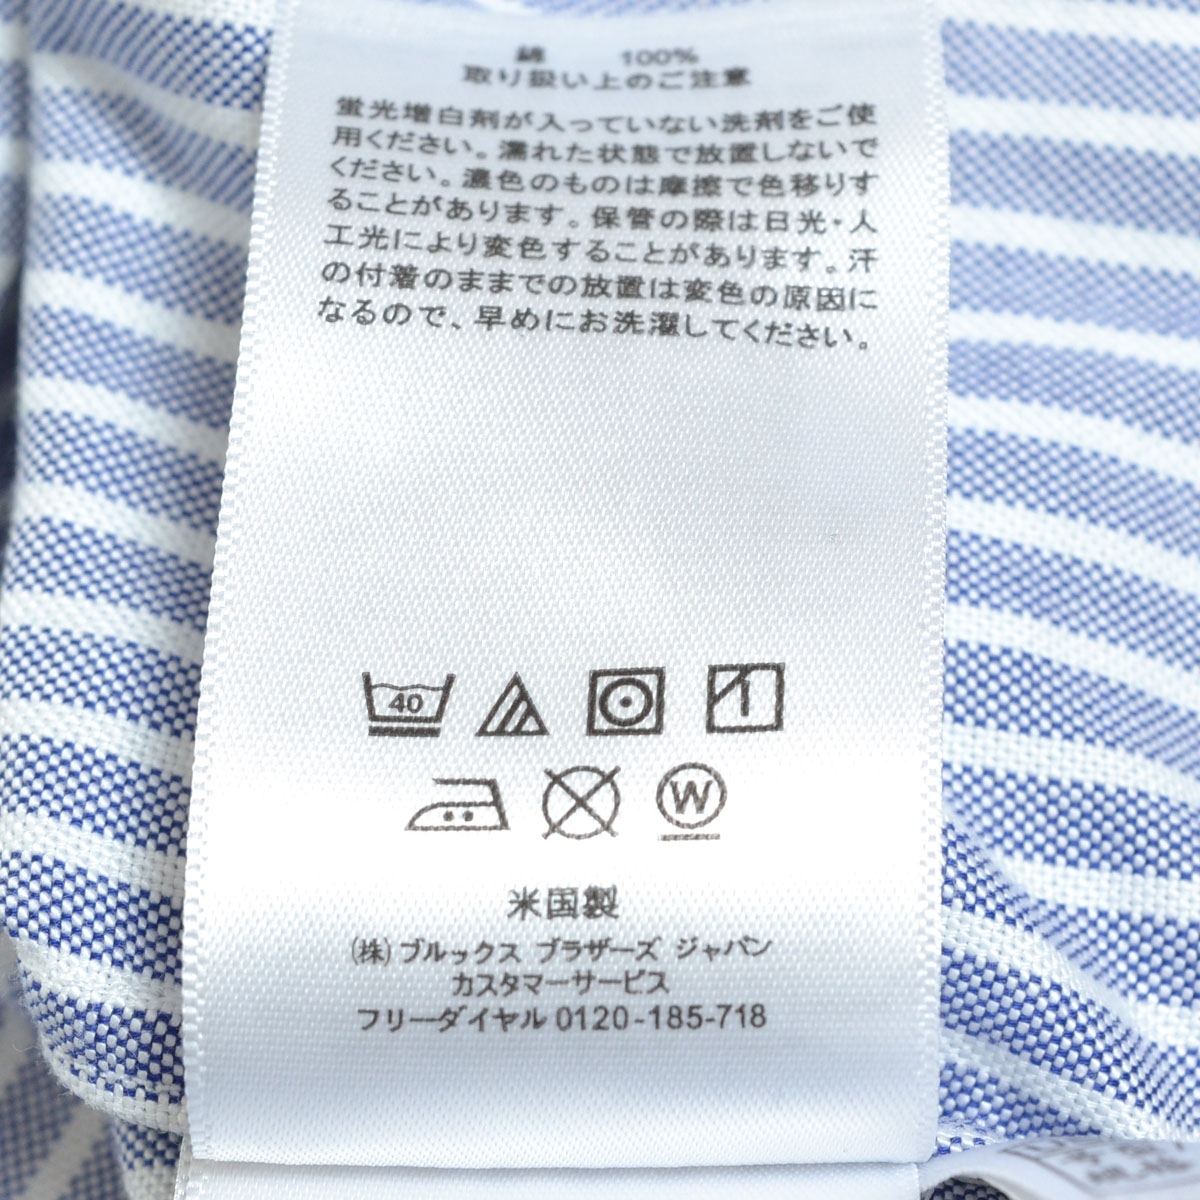 綿 100%
取り扱い上のご注意
蛍光増白剤が入っていない洗剤をご使
用ください。濡れた状態で放置しないで
ください。濃色のものは摩擦で色移りす
ることがあります。保管の際は日光・人
工光により変色することがあります。汗
の付着のままでの放置は変色の原因に
なるので、早めにお洗濯してください。
40
W
米国製
(株) ブルックス ブラザーズ ジャパン
カスタマーサービス
フリーダイヤル 0120-185-718